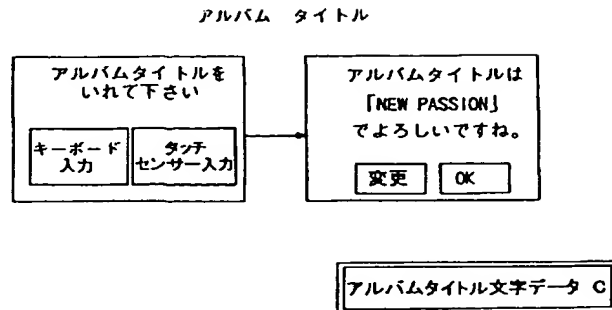 アルバム タイトル
アルバムタイトルを
いれて下さい
キーボード
入力
タッチ
センサー入力
アルバムタイトルは
「NEW PASSION」
でよろしいですね。
変更
OK
アルバムタイトル文字データ C